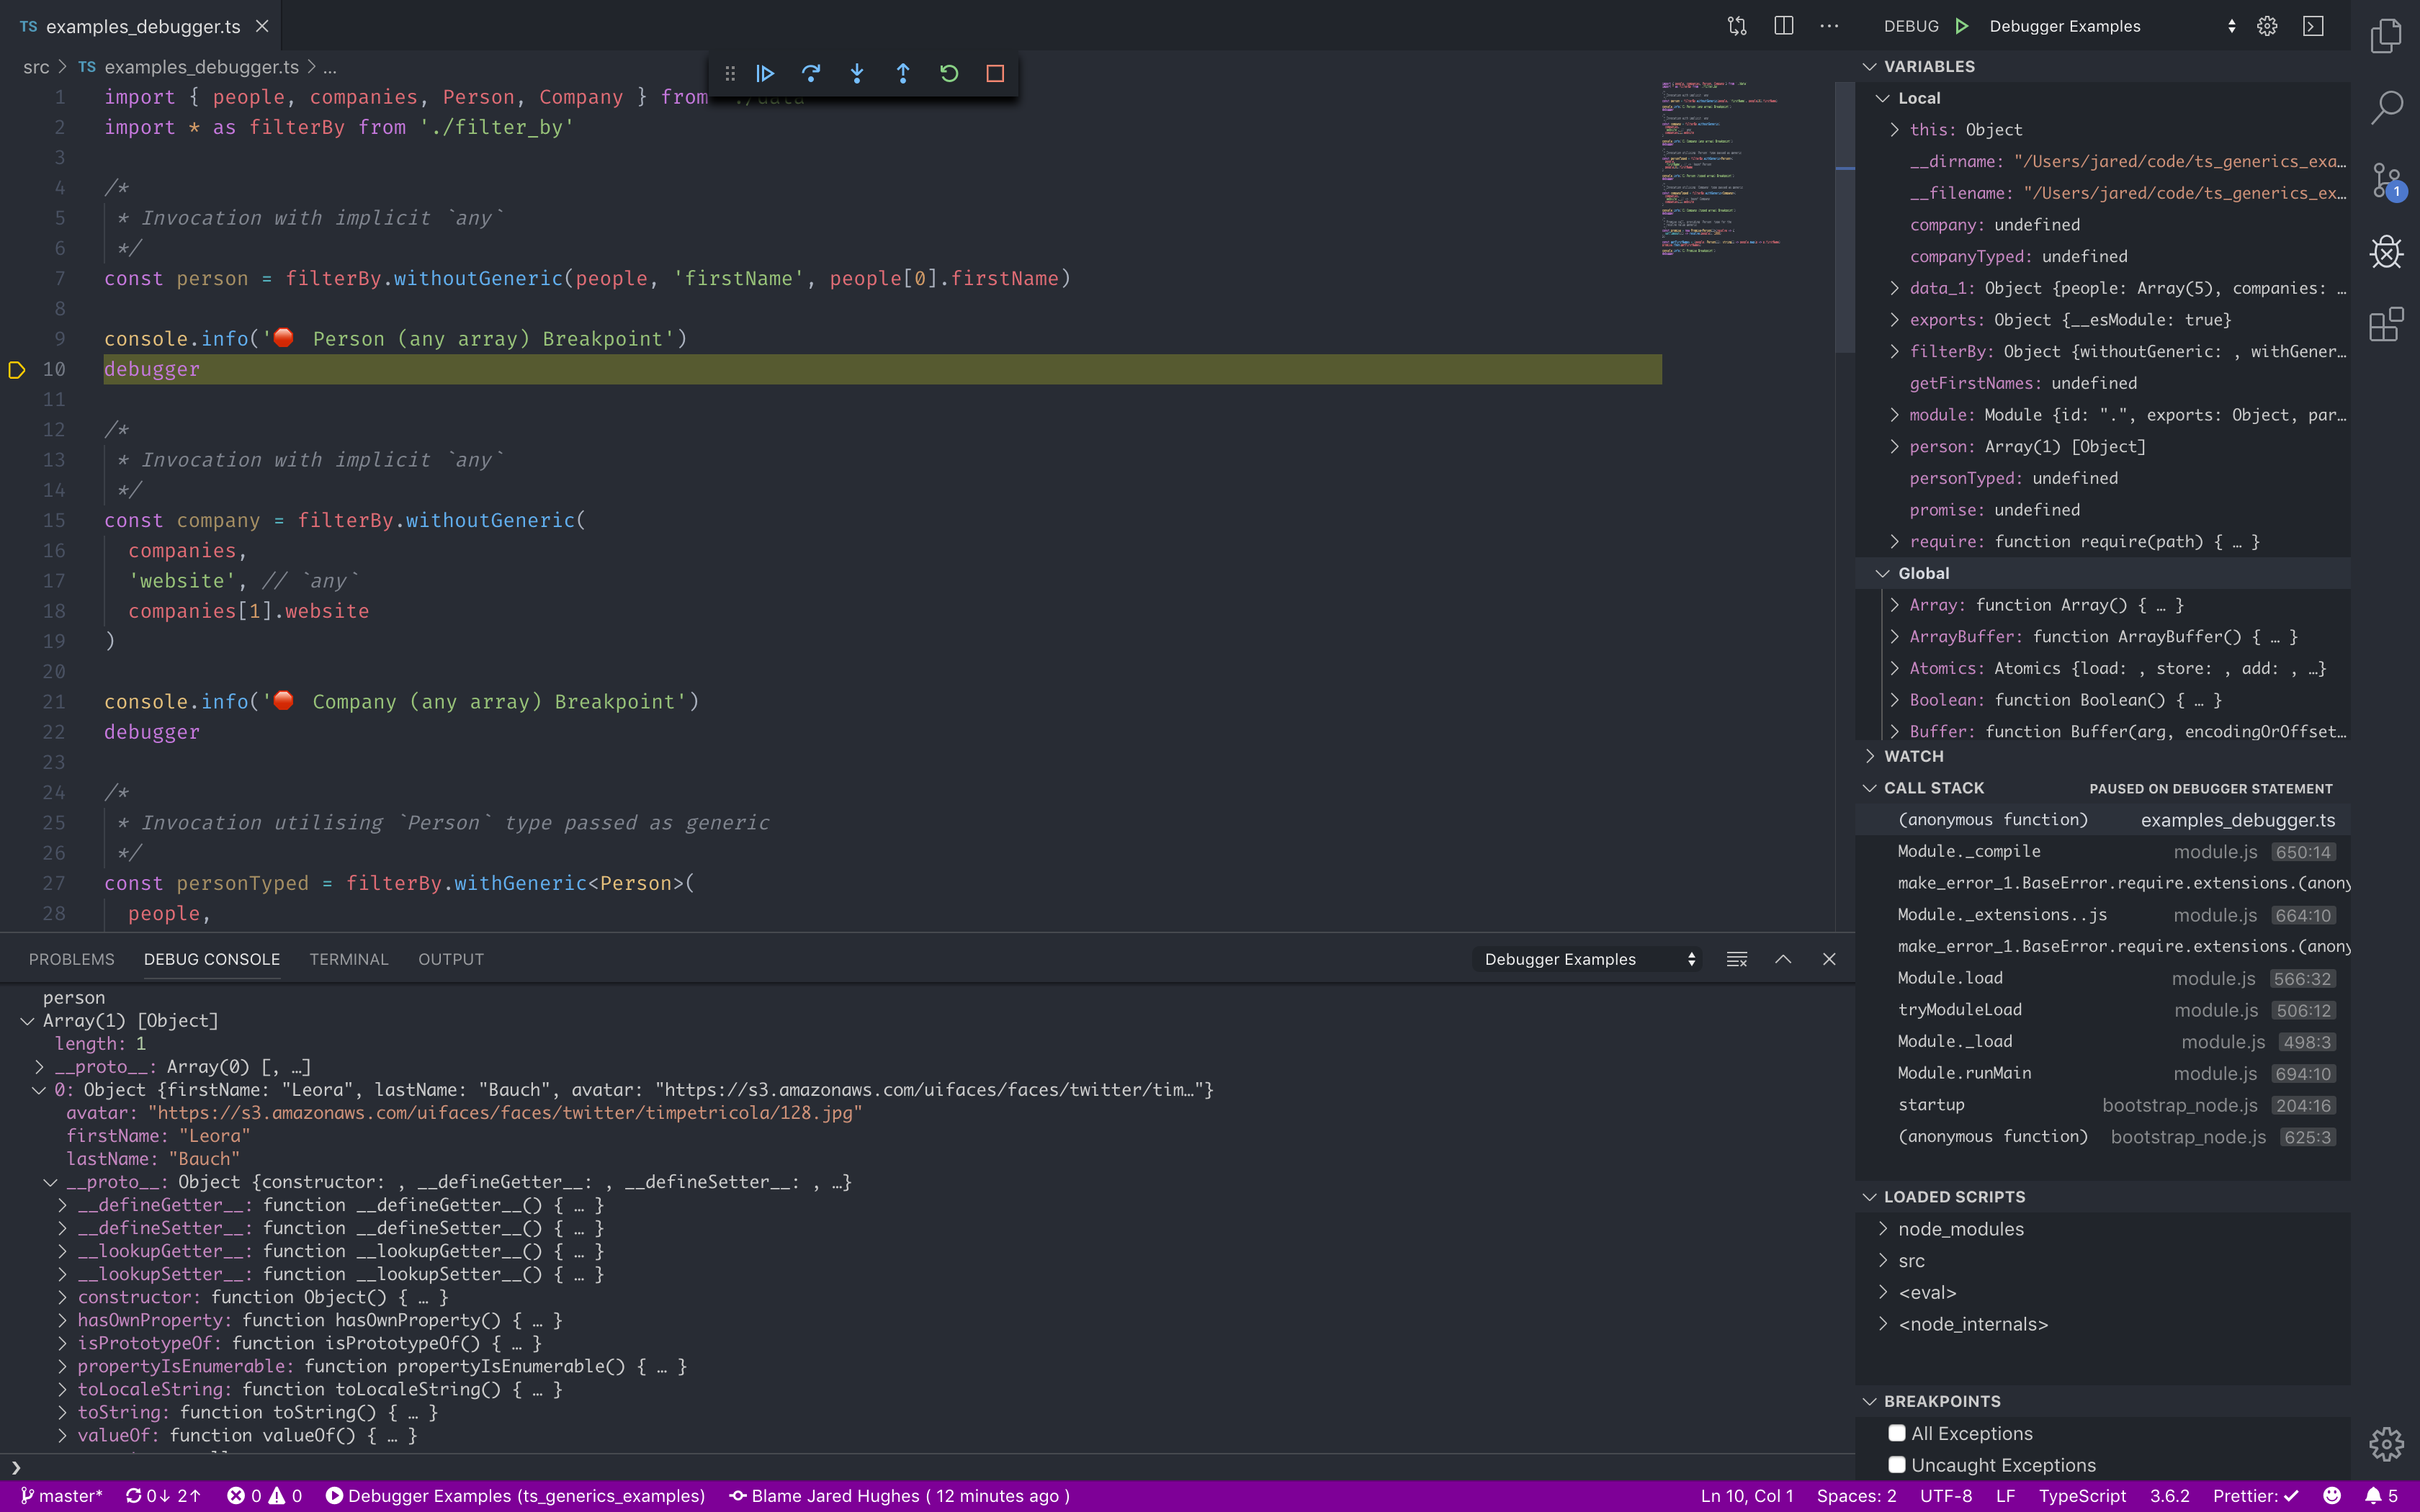 TS examples_debugger.ts
DEBUG Debugger Examples
src > TS examples_debugger.ts > ...
1 import { people, companies, Person, Company } from './data'
2 import * as filterBy from './filter_by'
3
4 /*
5 * Invocation with implicit `any`
6 */
7 const person = filterBy.withoutGeneric(people, 'firstName', people[0].firstName)
8
9 console.info('🛑 Person (any array) Breakpoint')
10 debugger
11
12 /*
13 * Invocation with implicit `any`
14 */
15 const company = filterBy.withoutGeneric(
16 companies,
17 'website', // `any`
18 companies[1].website
19 )
20
21 console.info('🛑 Company (any array) Breakpoint')
22 debugger
23
24 /*
25 * Invocation utilising `Person` type passed as generic
26 */
27 const personTyped = filterBy.withGeneric<Person>(
28 people,
PROBLEMS DEBUG CONSOLE TERMINAL OUTPUT
Debugger Examples
person
Array(1) [Object]
length: 1
__proto__: Array(0) [, …]
0: Object {firstName: "Leora", lastName: "Bauch", avatar: "https://s3.amazonaws.com/uifaces/faces/twitter/tim…"}
avatar: "https://s3.amazonaws.com/uifaces/faces/twitter/timpetricola/128.jpg"
firstName: "Leora"
lastName: "Bauch"
__proto__: Object {constructor: , __defineGetter__: , __defineSetter__: , …}
__defineGetter__: function __defineGetter__() { … }
__defineSetter__: function __defineSetter__() { … }
__lookupGetter__: function __lookupGetter__() { … }
__lookupSetter__: function __lookupSetter__() { … }
constructor: function Object() { … }
hasOwnProperty: function hasOwnProperty() { … }
isPrototypeOf: function isPrototypeOf() { … }
propertyIsEnumerable: function propertyIsEnumerable() { … }
toLocaleString: function toLocaleString() { … }
toString: function toString() { … }
valueOf: function valueOf() { … }
VARIABLES
Local
this: Object
__dirname: "/Users/jared/code/ts_generics_exa…
__filename: "/Users/jared/code/ts_generics_ex…
company: undefined
companyTyped: undefined
data_1: Object {people: Array(5), companies: …
exports: Object {__esModule: true}
filterBy: Object {withoutGeneric: , withGener…
getFirstNames: undefined
module: Module {id: ".", exports: Object, par…
person: Array(1) [Object]
personTyped: undefined
promise: undefined
require: function require(path) { … }
Global
Array: function Array() { … }
ArrayBuffer: function ArrayBuffer() { … }
Atomics: Atomics {load: , store: , add: , …}
Boolean: function Boolean() { … }
Buffer: function Buffer(arg, encodingOrOffset…
WATCH
CALL STACK PAUSED ON DEBUGGER STATEMENT
(anonymous function) examples_debugger.ts
Module._compile module.js 650:14
make_error_1.BaseError.require.extensions.(anony
Module._extensions..js module.js 664:10
make_error_1.BaseError.require.extensions.(anony
Module.load module.js 566:32
tryModuleLoad module.js 506:12
Module._load module.js 498:3
Module.runMain module.js 694:10
startup bootstrap_node.js 204:16
(anonymous function) bootstrap_node.js 625:3
LOADED SCRIPTS
node_modules
src
<eval>
<node_internals>
BREAKPOINTS
All Exceptions
Uncaught Exceptions
1
master* 0↓ 2↑ 0 0 Debugger Examples (ts_generics_examples) Blame Jared Hughes ( 12 minutes ago )
Ln 10, Col 1 Spaces: 2 UTF-8 LF TypeScript 3.6.2 Prettier: ✓ 5